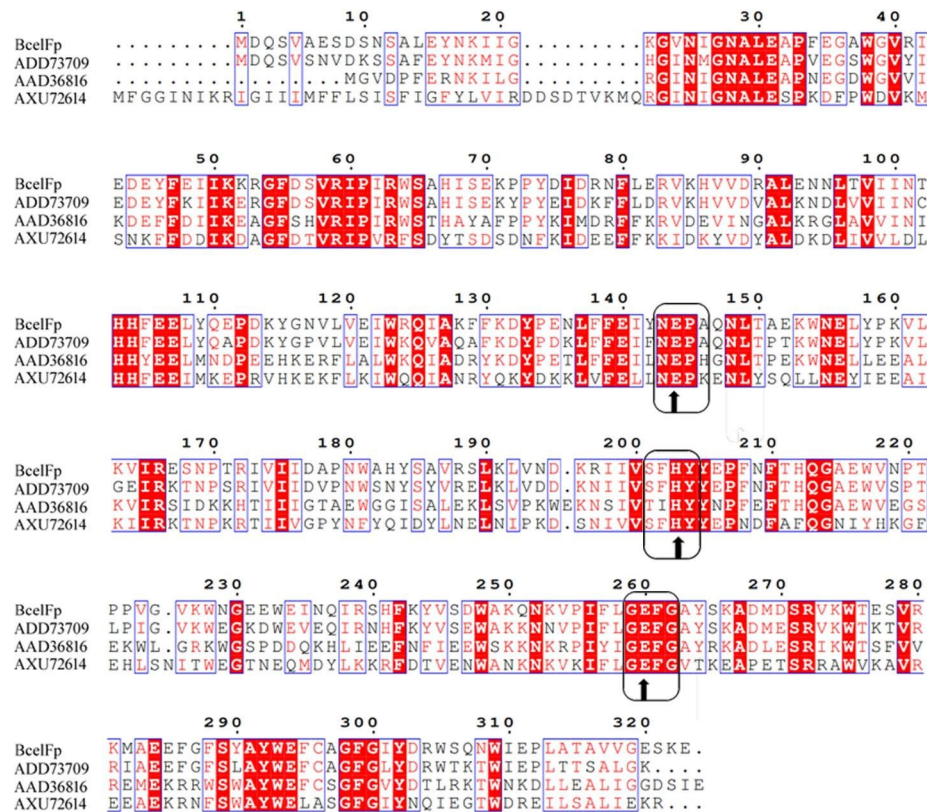 1 10 20 30 40
BcelFp .........MDQSVAESDSNSALEYNKIIG.........KGVNIGNALEAPFEGAWGVRI
ADD73709 .........MDQSVSNVDKSAFEYNKMIG.........HGINMGNALEAPVEGSWGVYI
AAD36816 ...............MGVDPFERNKILG.........RGINIGNALEAPNEGDWGVVI
AXU72614 MFGGINIKRIGIIIMFFLSISFIGFYLVIRDDSDTVKMQRGINIGNALESPKDFPWDVKM
50 60 70 80 90 100
BcelFp EDEYFEIIKKRGFDSVRIPIRWSAHISEKPPYDIDRNFLERVKHVVDRALENNLTVIINT
ADD73709 EDEYFKIIKERGFDSVRIPIRWSAHISEKYPYEIDKFFLDRVKHVVDVALKNDLVVIINC
AAD36816 KDEFFDIIKEAGFSHVRIPIRWSTHAYAFPPYKIMDRFFKRVDEVINGALKRGLAVVINI
AXU72614 SNKFFDDIKDAGFDTVRIPVRFSDYTSDSDNFKIDEEFFKKIDKYVDYALDKDLIVVLDL
110 120 130 140 150 160
BcelFp HHFEELYQEPDKYGNVLVEIWRQIAKFFKDYPENLFFEIYNEPAQNLTAEKWNELYPKVL
ADD73709 HHFEELYQAPDKYGPVLVEIWKQVAQAFKDYPDKLFFEIFNEPAQNLTPTKWNELYPKVL
AAD36816 HHYEELMNDPEEHKERFLALWKQIADRYKDYPETLFFEILNEPHGNLTPEKWNELLEEAL
AXU72614 HHFEEIMKEPRVHKEKFLKIWQQIANRYQKYDKKLVFELLNEPKENLYSQLLNEYIEEAI
170 180 190 200 210 220
BcelFp KVIRESNPTRIVIIDAPNWAHYSAVRSLKLVND.KRIIVSFHYYEPFNFTHQGAEWVNPT
ADD73709 GEIRKTNPSRIVIIDVPNWSNYSYVRELKLVDD.KNIIVSFHYYEPFNFTHQGAEWVSPT
AAD36816 KVIRSIDKKHTIIIGTAEWGGISALEKLSVPKWEKNSIVTIHYYNPFEFTHQGAEWVEGS
AXU72614 KIIRKTNPKRTIIVGPYNFYQIDYLNELNIPKD.SNIVVSFHYYEPNDFAFQGNIYHKGF
230 240 250 260 270 280
BcelFp PPVG.VKWNGEEWEINQIRSHFKYVSDWAKQNKVPIFLGEFGAYSKADMDSRVKWTESVR
ADD73709 LPIG.VKWEGKDWEVEQIRNHFKYVSEWAKKNNVPIFLGEFGAYSKADMESRVKWTKTVR
AAD36816 EKWL.GRKWGSPDDQKHLIEEFNFIEEWSKKNKRPIYIGEFGAYRKADLESRIKWTSFVV
AXU72614 EHLSNITWEGTNEQMDYLKKRFDTVENWANKNKVKIFLGEFGVTKEAPETSRRAWVKAVR
290 300 310 320
BcelFp KMAEEFGFSYAYWEFCAGFGIYDRWSQNWIEPLATAVVGESKE.
ADD73709 RIAEEFGFSLAYWEFCAGFGLYDRWTKTWIEPLTTSALGK....
AAD36816 REMEKRRWSWAYWEFCSGFGVYDTLRKTWNKDLLEALIGGDSIE
AXU72614 EEAEKRNFSWAYWELASGFGIYNQIEGTWDREILSALIEKR...